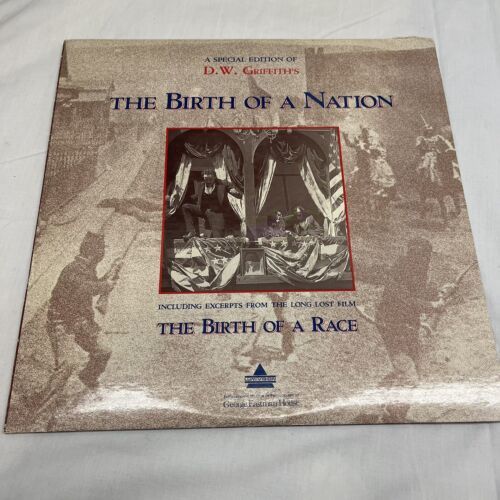 A SPECIAL EDITION OF
D.W. GRIFFITH'S
THE BIRTH OF A NATION
INCLUDING EXCERPTS FROM THE LONG LOST FILM
THE BIRTH OF A RACE
George Eastman House